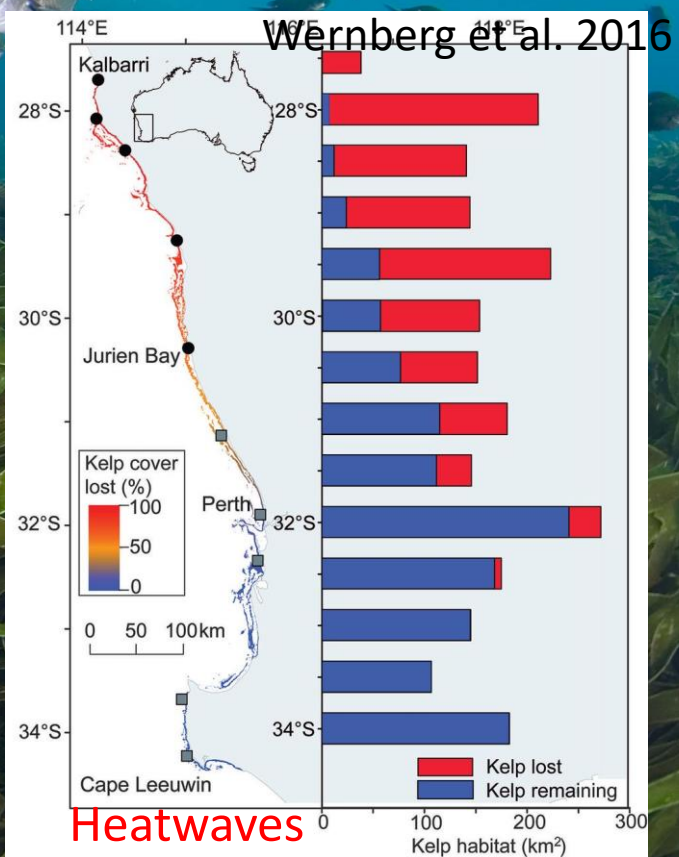 Wernberg et al. 2016
114°E 116°E 118°E
Kalbarri
28°S
28°S
30°S
30°S
Jurien Bay
Kelp cover
lost (%)
100
50
0
Perth
32°S
32°S
0 50 100km
34°S
34°S
Cape Leeuwin
Kelp lost
Kelp remaining
Heatwaves
0 100 200 300
Kelp habitat (km²)